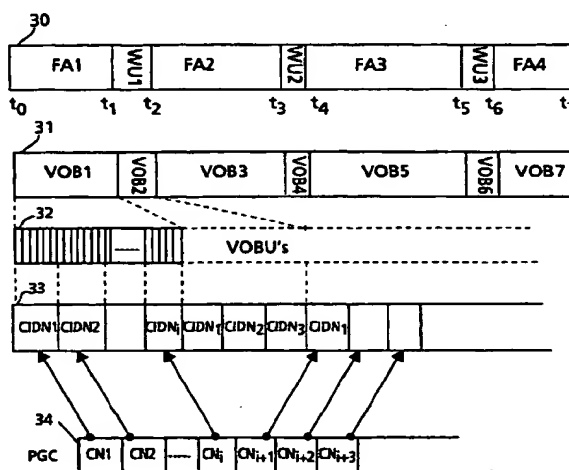 30
FA1 WU1 FA2 WU2 FA3 WU3 FA4
t0 t1 t2 t3 t4 t5 t6
31
VOB1 VOB2 VOB3 VOB4 VOB5 VOB6 VOB7
32
VOBU's
33
CIDN1 CIDN2 CIDNi CIDN1 CIDN2 CIDN3 CIDN1
34
PGC CN1 CN2 CNi CNi+1 CNi+2 CNi+3